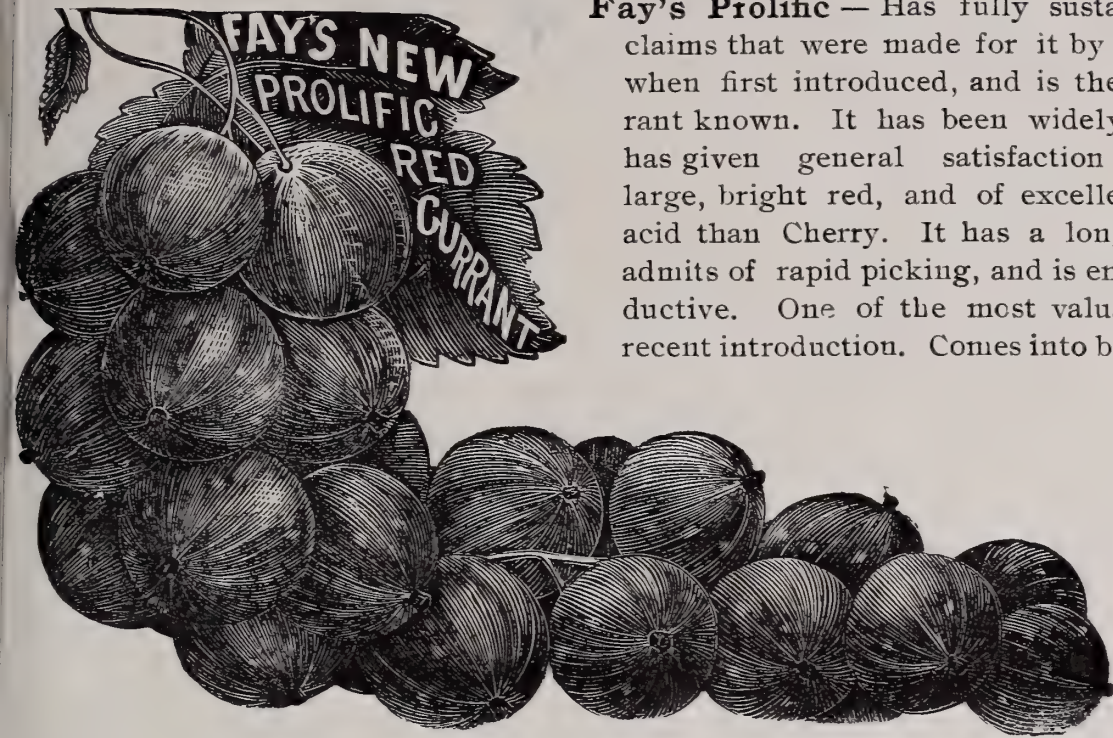 FAY'S NEW
PROLIFIC
RED
CURRANT
Fay's Prolific — Has fully susta
claims that were made for it by
when first introduced, and is the
rant known. It has been widely
has given general satisfaction
large, bright red, and of excelle
acid than Cherry. It has a lon
admits of rapid picking, and is en
ductive. One of the most valu
recent introduction. Comes into b